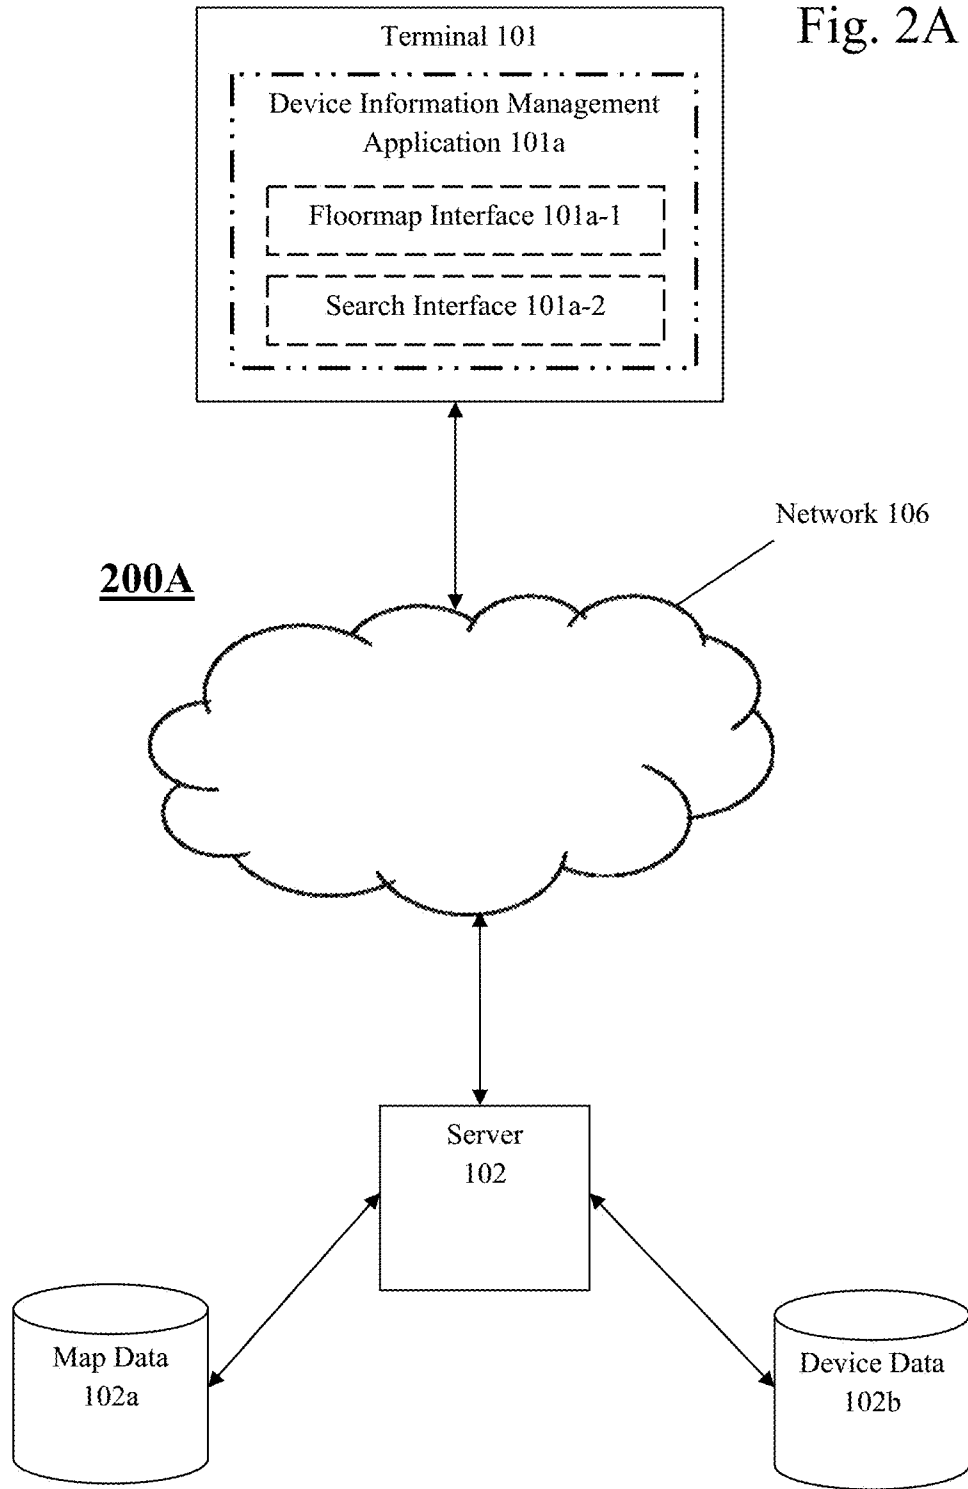 Fig. 2A
Terminal 101
Device Information Management
Application 101a
Floormap Interface 101a-1
Search Interface 101a-2
Network 106
200A
Server
102
Map Data
102a
Device Data
102b